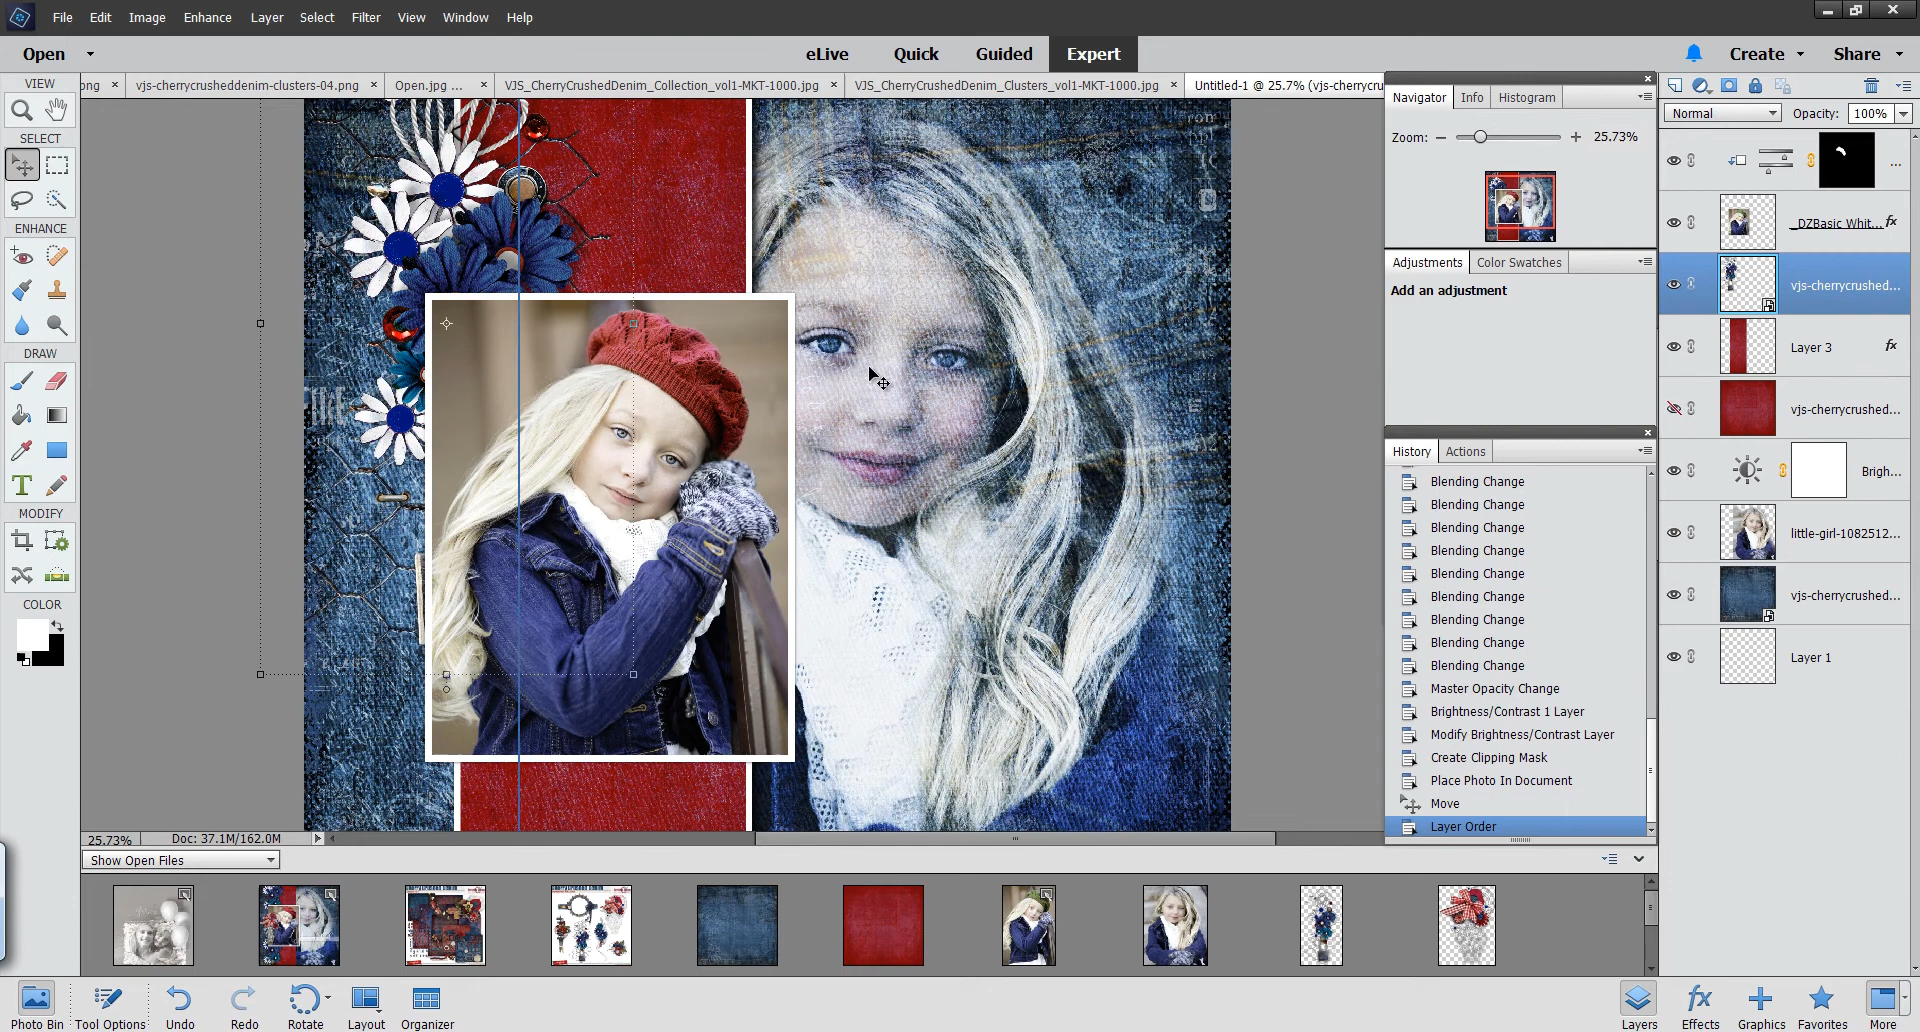 File Edit Image Enhance Layer Select Filter View Window Help
Open eLive Quick Guided Expert Create Share
VIEW
SELECT
ENHANCE
DRAW
MODIFY
COLOR
png vjs-cherrycrusheddenim-clusters-04.png Open.jpg ... VJS_CherryCrushedDenim_Collection_vol1-MKT-1000.jpg VJS_CherryCrushedDenim_Clusters_vol1-MKT-1000.jpg Untitled-1 @ 25.7% (vjs-cherrycru
Navigator Info Histogram
Zoom: 25.73%
Adjustments Color Swatches
Add an adjustment
History Actions
Blending Change
Blending Change
Blending Change
Blending Change
Blending Change
Blending Change
Blending Change
Blending Change
Blending Change
Master Opacity Change
Brightness/Contrast 1 Layer
Modify Brightness/Contrast Layer
Create Clipping Mask
Place Photo In Document
Move
Layer Order
Normal Opacity: 100%
...
_DZBasic Whit... fx
vjs-cherrycrushed...
Layer 3 fx
vjs-cherrycrushed...
Brigh...
little-girl-1082512...
vjs-cherrycrushed...
Layer 1
25.73% Doc: 37.1M/162.0M
Show Open Files
Photo Bin Tool Options Undo Redo Rotate Layout Organizer
Layers Effects Graphics Favorites More